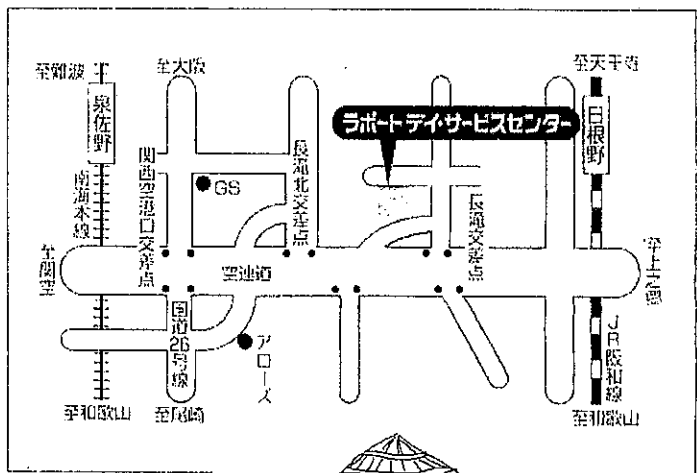 至難波
至大阪
至天王寺
泉佐野
南海本線
関西空港口交差点
GS
長滝北交差点
ラポートデイ・サービスセンター
長滝交差点
日根野
至関空
空連道
国道26号線
アローズ
JR阪和線
至和歌山
至尾崎
至和歌山